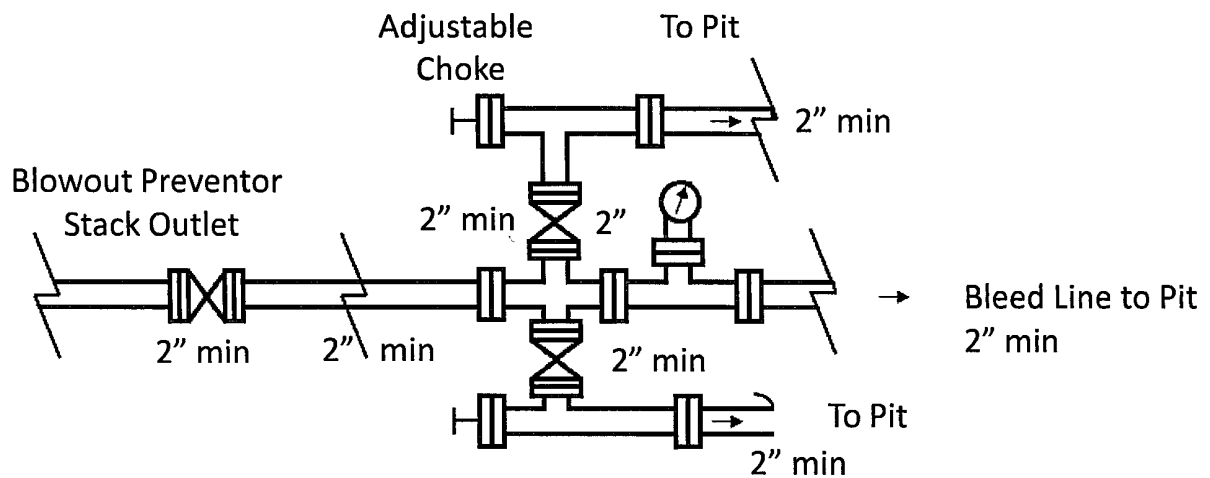 Adjustable
Choke
To Pit
2” min
Blowout Preventor
Stack Outlet
2” min
2”
2” min
2” min
2” min
Bleed Line to Pit
2” min
To Pit
2” min